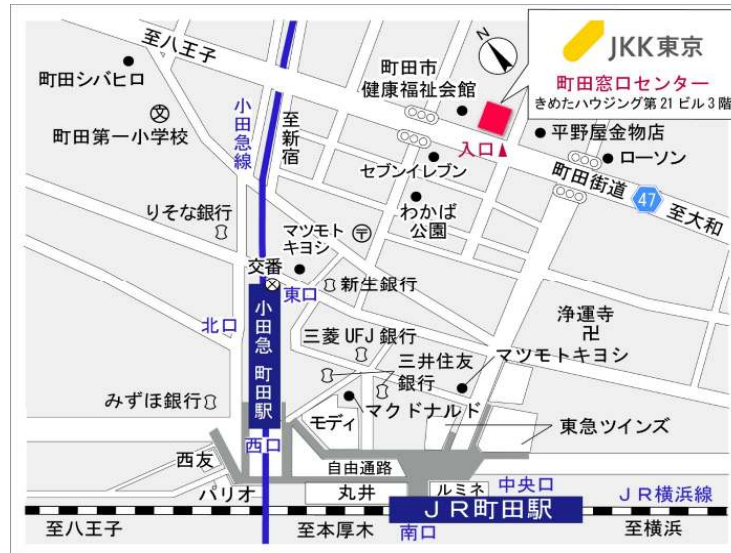 至八王子
JKK東京
町田窓口センター
きめたハウジング第21ビル3階
町田シバヒロ
町田市
健康福祉会館
N
町田第一小学校
小田急線
至新宿
入口
平野屋金物店
ローソン
セブンイレブン
町田街道
47
至大和
りそな銀行
マツモト
キヨシ
わかば
公園
交番
東口
新生銀行
北口
小田急 町田駅
浄運寺
三菱UFJ銀行
三井住友
銀行
マツモトキヨシ
みずほ銀行
マクドナルド
モディ
東急ツインズ
西口
西友
自由通路
パリオ
丸井
ルミネ
中央口
JR横浜線
JR町田駅
至八王子
至本厚木
南口
至横浜